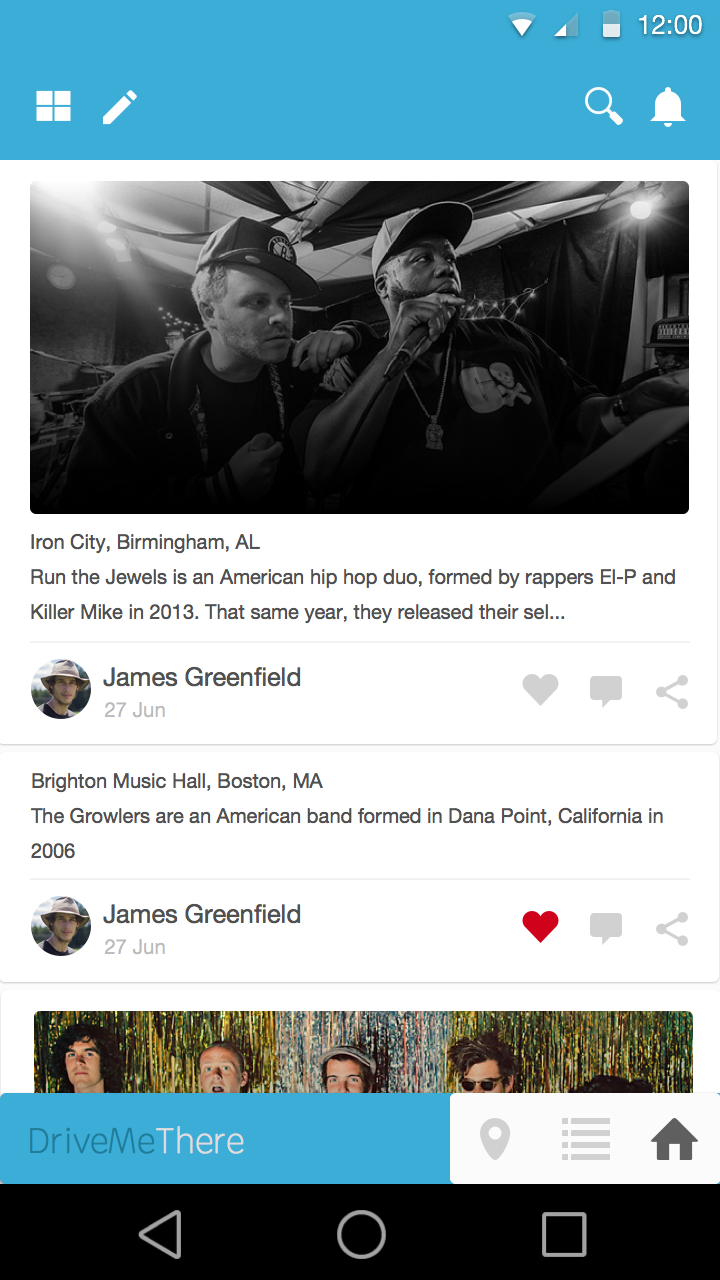 12:00
Iron City, Birmingham, AL
Run the Jewels is an American hip hop duo, formed by rappers El-P and
Killer Mike in 2013. That same year, they released their sel...
James Greenfield
27 Jun
Brighton Music Hall, Boston, MA
The Growlers are an American band formed in Dana Point, California in
2006
James Greenfield
27 Jun
DriveMeThere